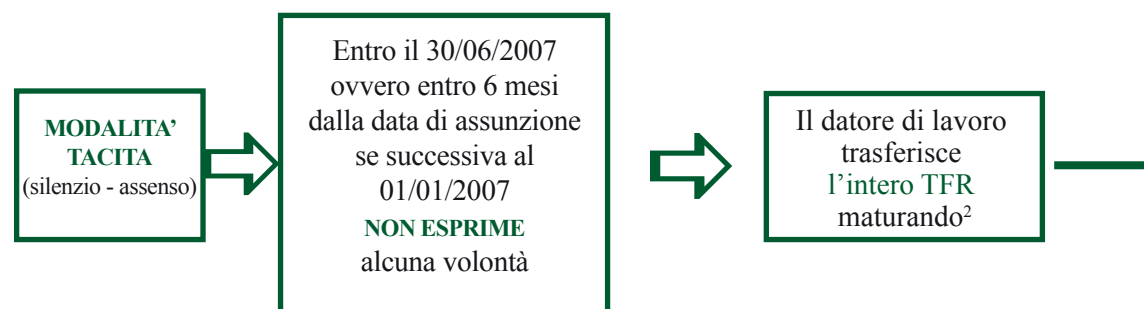 MODALITA’
TACITA
(silenzio - assenso)
Entro il 30/06/2007
ovvero entro 6 mesi
dalla data di assunzione
se successiva al
01/01/2007
NON ESPRIME
alcuna volontà
Il datore di lavoro
trasferisce
l’intero TFR
maturando²